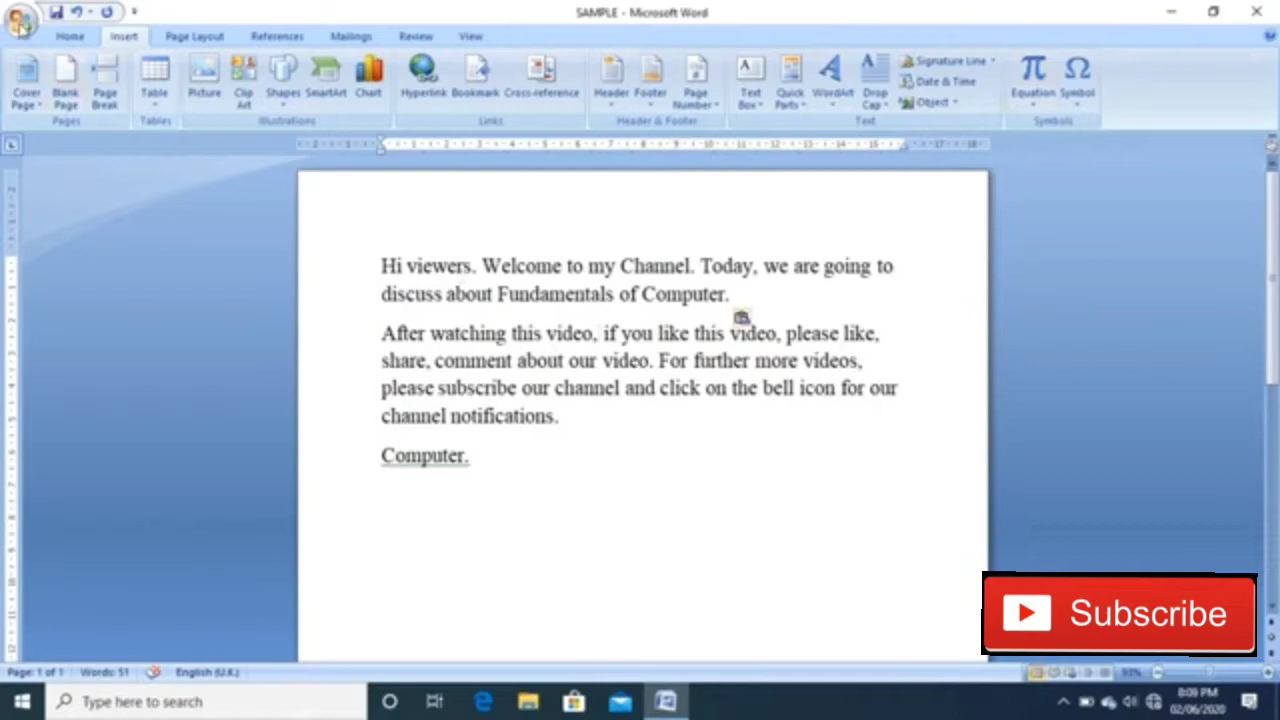 SAMPLE - Microsoft Word
Home Insert Page Layout References Mailings Review View
Cover Page Blank Page Page Break Table Picture Clip Art Shapes SmartArt Chart Hyperlink Bookmark Cross-reference Header Footer Page Number Text Box Quick Parts WordArt Drop Cap Signature Line Date & Time Object Equation Symbol
Pages Tables Illustrations Links Header & Footer Text Symbols
Hi viewers. Welcome to my Channel. Today, we are going to
discuss about Fundamentals of Computer.
After watching this video, if you like this video, please like,
share, comment about our video. For further more videos,
please subscribe our channel and click on the bell icon for our
channel notifications.
Computer.
Subscribe
Page: 1 of 1 Words: 51 English (U.K.) 93%
Type here to search
8:09 PM
02/06/2020